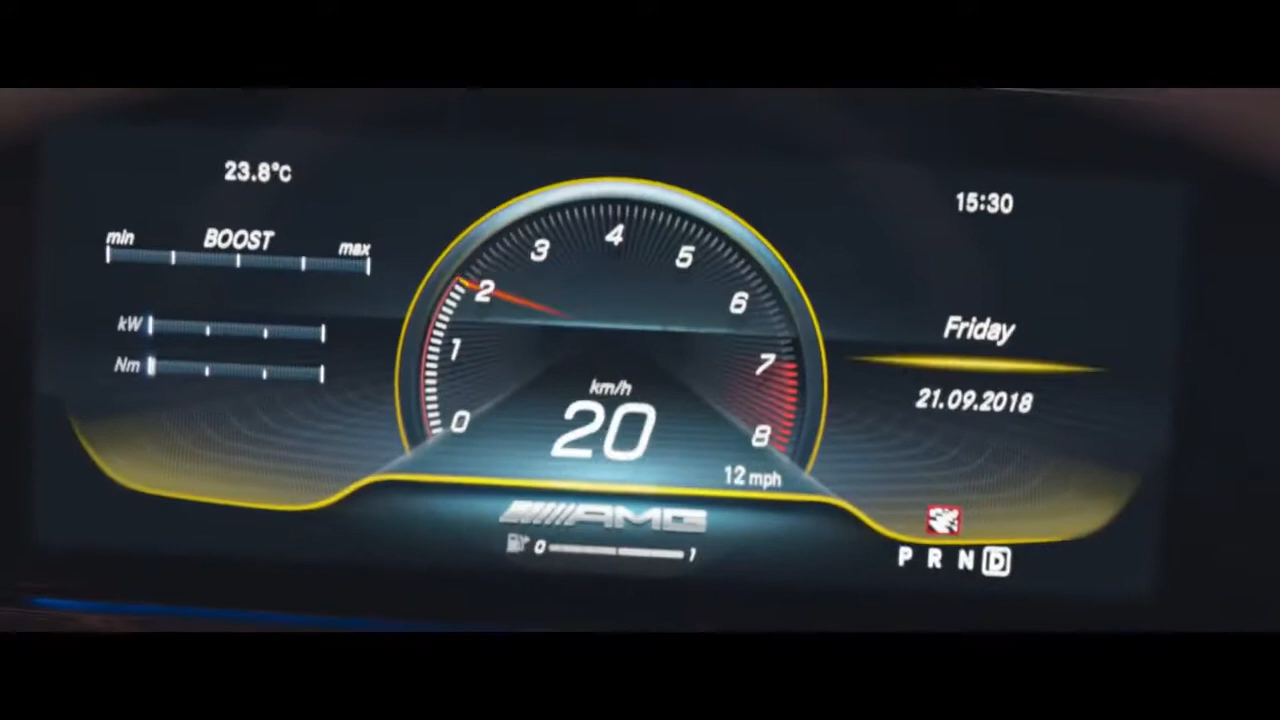 23.8°C
15:30
min BOOST max
kW
Nm
0 1 2 3 4 5 6 7 8
km/h
20
12 mph
Friday
21.09.2018
AMG
0 1
P R N D